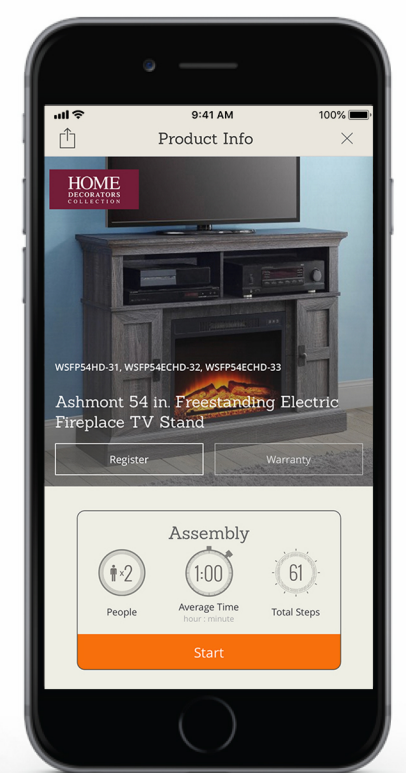 9:41 AM
100%
Product Info
HOME
DECORATORS
COLLECTION
WSFP54HD-31, WSFP54ECHD-32, WSFP54ECHD-33
Ashmont 54 in. Freestanding Electric
Fireplace TV Stand
Register
Warranty
Assembly
x2
1:00
61
People
Average Time
hour : minute
Total Steps
Start